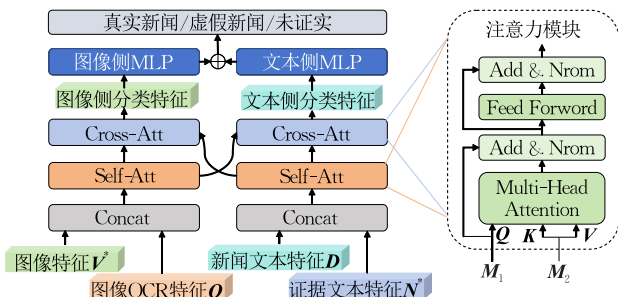 真实新闻/虚假新闻/未证实
图像侧MLP
文本侧MLP
图像侧分类特征
文本侧分类特征
Cross-Att
Cross-Att
Self-Att
Self-Att
Concat
Concat
图像特征V*
新闻文本特征D
图像OCR特征O
证据文本特征N*
注意力模块
Add & Nrom
Feed Forword
Add & Nrom
Multi-Head
Attention
Q K V
M1 M2